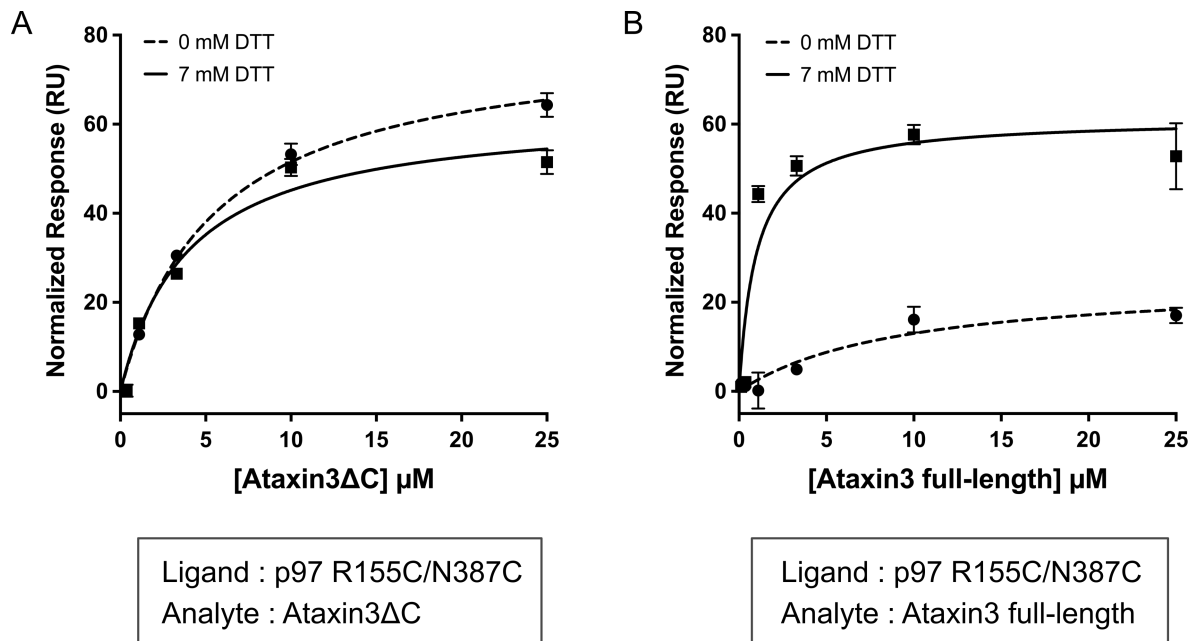 A
80
60
40
20
0
Normalized Response (RU)
0 mM DTT
7 mM DTT
0 5 10 15 20 25
[Ataxin3ΔC] µM
Ligand : p97 R155C/N387C
Analyte : Ataxin3ΔC
B
80
60
40
20
0
Normalized Response (RU)
0 mM DTT
7 mM DTT
0 5 10 15 20 25
[Ataxin3 full-length] µM
Ligand : p97 R155C/N387C
Analyte : Ataxin3 full-length